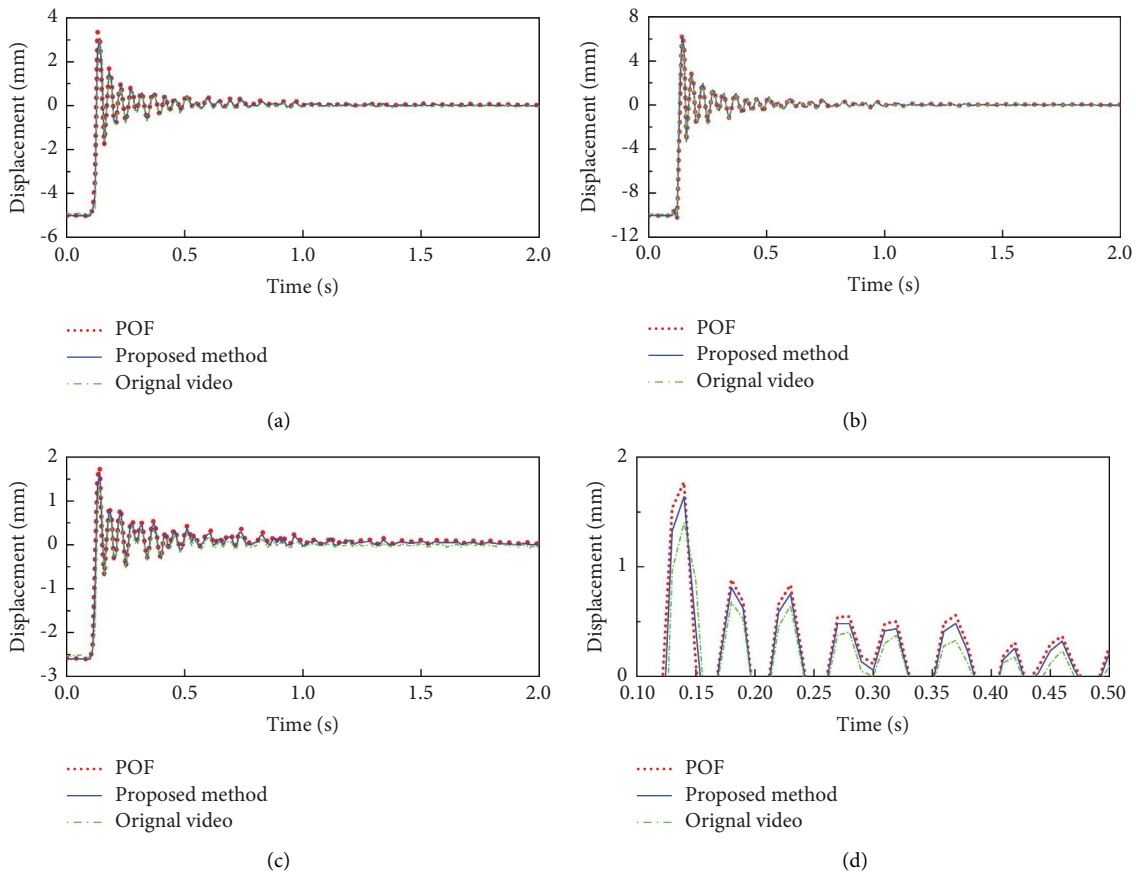 Displacement (mm)
4
2
0
-2
-4
-6
0.0 0.5 1.0 1.5 2.0
Time (s)
POF
Proposed method
Orignal video
(a)
Displacement (mm)
8
4
0
-4
-8
-12
0.0 0.5 1.0 1.5 2.0
Time (s)
POF
Proposed method
Orignal video
(b)
Displacement (mm)
2
1
0
-1
-2
-3
0.0 0.5 1.0 1.5 2.0
Time (s)
POF
Proposed method
Orignal video
(c)
Displacement (mm)
2
1
0
0.10 0.15 0.20 0.25 0.30 0.35 0.40 0.45 0.50
Time (s)
POF
Proposed method
Orignal video
(d)